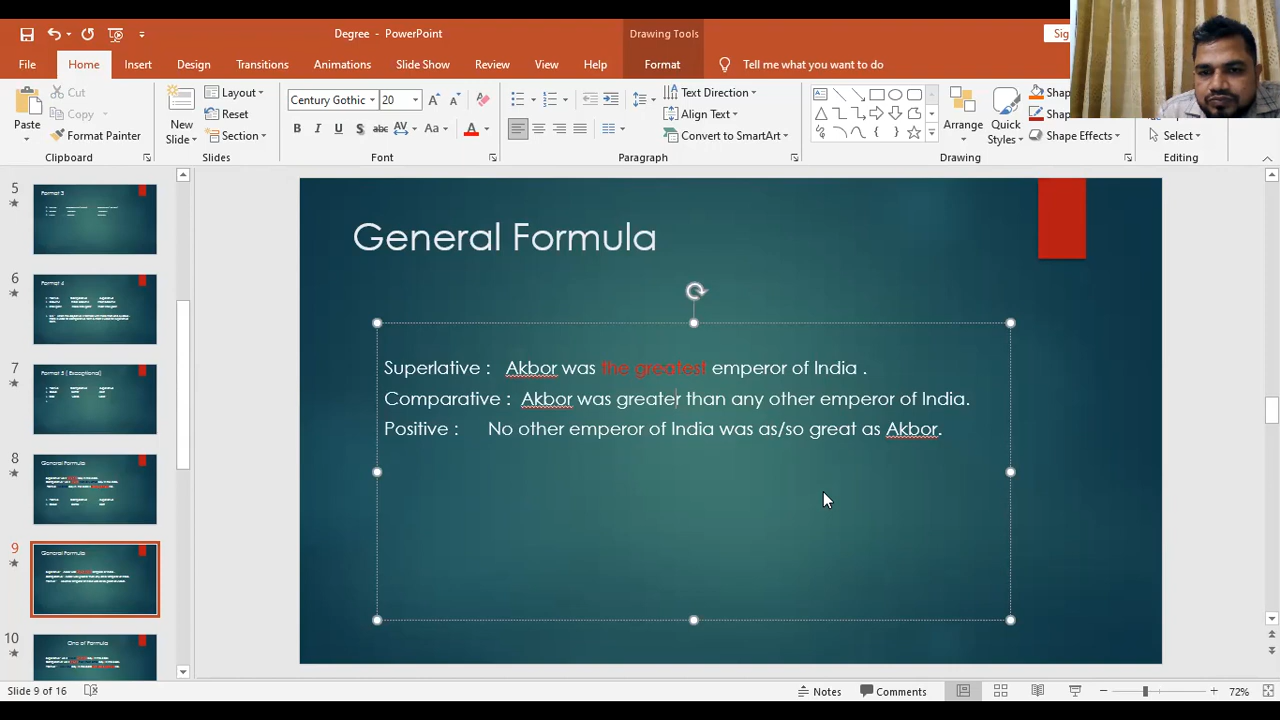 Degree - PowerPoint
Drawing Tools
Sig
File
Home
Insert
Design
Transitions
Animations
Slide Show
Review
View
Help
Format
Tell me what you want to do
Paste
Cut
Copy
Format Painter
Clipboard
New Slide
Layout
Reset
Section
Slides
Century Gothic
20
B I U S abc AV Aa A
Font
Text Direction
Align Text
Convert to SmartArt
Paragraph
Arrange
Quick Styles
Shap
Shap
Shape Effects
Drawing
Select
Editing
5
Format 3
6
Format 4
7
Format 5 ( Exceptional)
8
General Formula
9
General Formula
10
One of Formula
General Formula
Superlative : Akbor was the greatest emperor of India .
Comparative : Akbor was greater than any other emperor of India.
Positive : No other emperor of India was as/so great as Akbor.
Slide 9 of 16
Notes
Comments
72%